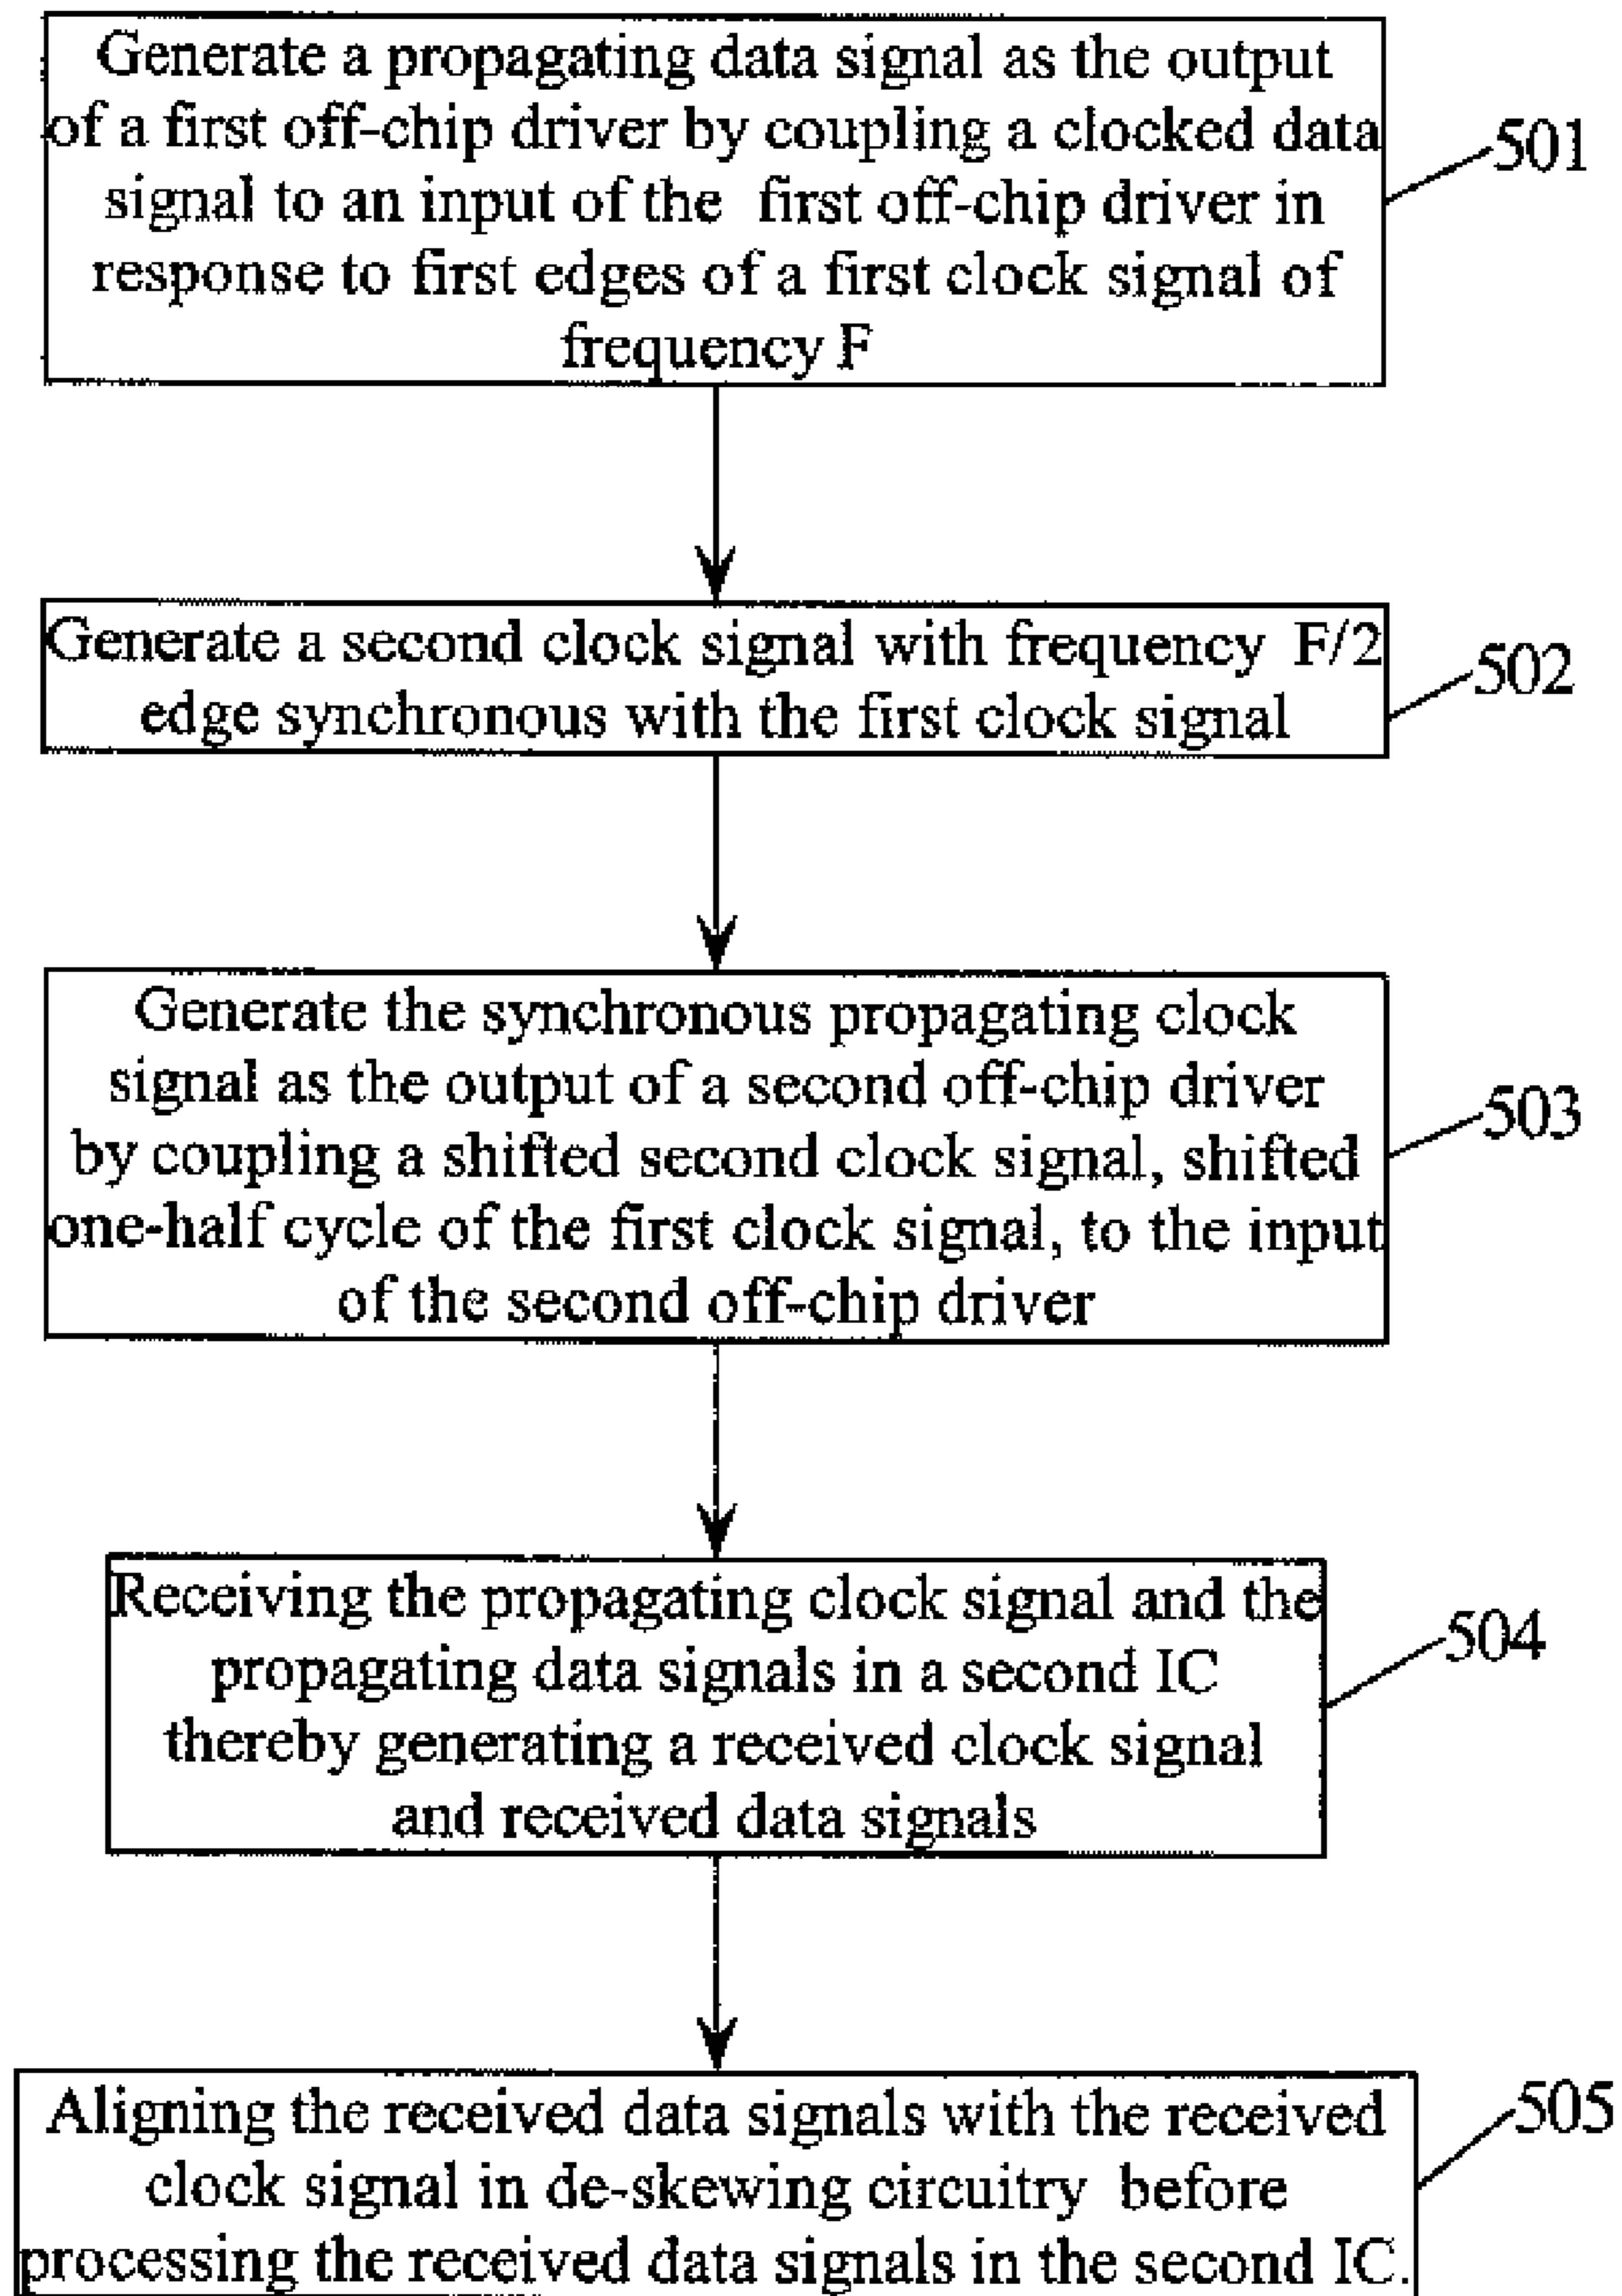 Generate a propagating data signal as the output
of a first off-chip driver by coupling a clocked data
signal to an input of the first off-chip driver in
response to first edges of a first clock signal of
frequency F
501
Generate a second clock signal with frequency F/2
edge synchronous with the first clock signal
502
Generate the synchronous propagating clock
signal as the output of a second off-chip driver
by coupling a shifted second clock signal, shifted
one-half cycle of the first clock signal, to the input
of the second off-chip driver
503
Receiving the propagating clock signal and the
propagating data signals in a second IC
thereby generating a received clock signal
and received data signals
504
Aligning the received data signals with the received
clock signal in de-skewing circuitry before
processing the received data signals in the second IC.
505